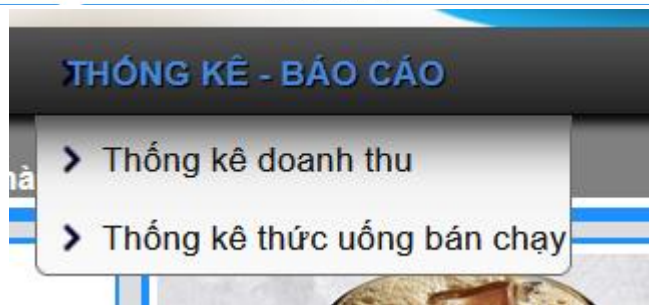 THỐNG KÊ - BÁO CÁO
Thống kê doanh thu
Thống kê thức uống bán chạy